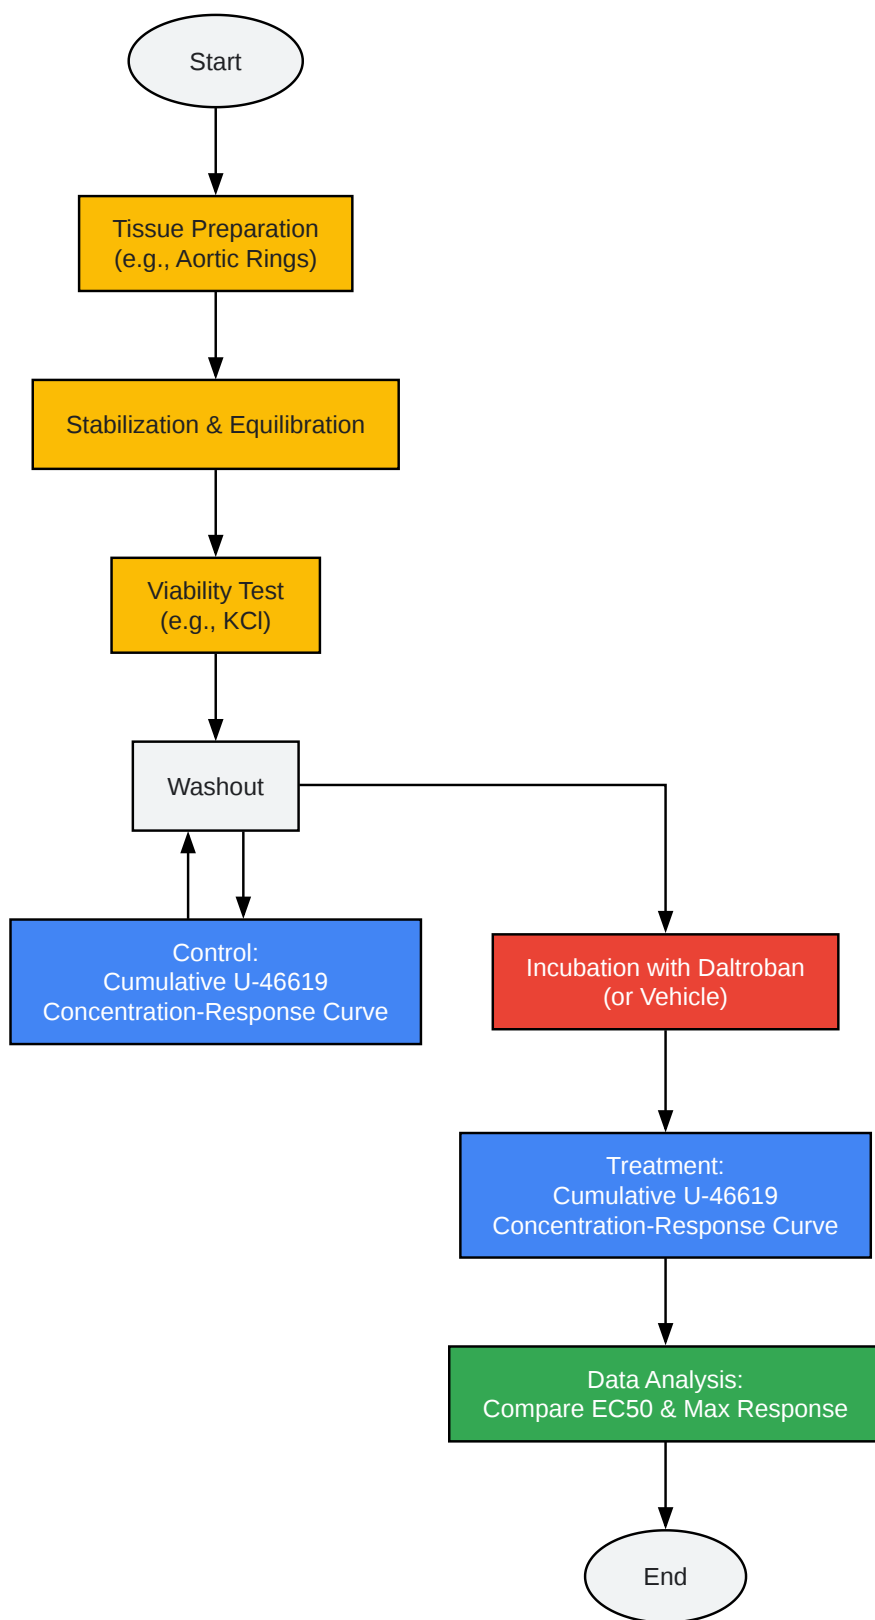 Start
Tissue Preparation
(e.g., Aortic Rings)
Stabilization & Equilibration
Viability Test
(e.g., KCl)
Washout
Control:
Cumulative U-46619
Concentration-Response Curve
Incubation with Daltroban
(or Vehicle)
Treatment:
Cumulative U-46619
Concentration-Response Curve
Data Analysis:
Compare EC50 & Max Response
End